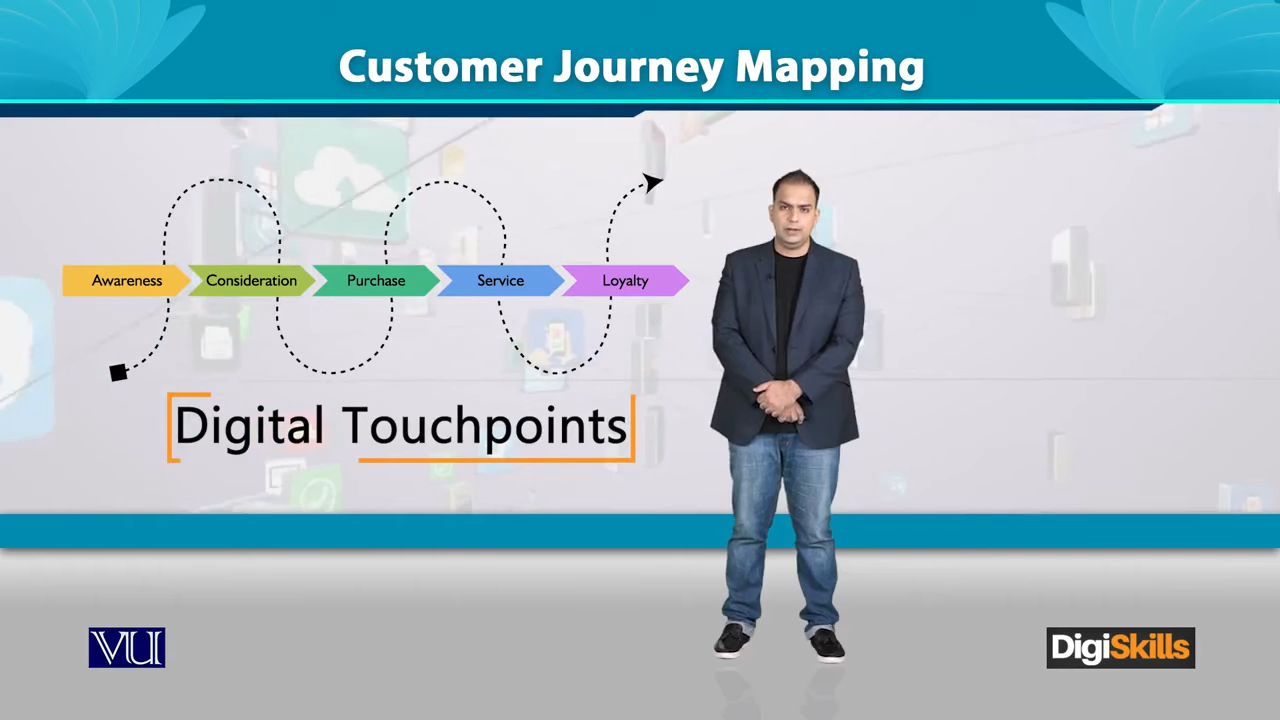 Customer Journey Mapping
Awareness
Consideration
Purchase
Service
Loyalty
Digital Touchpoints
VU
DigiSkills